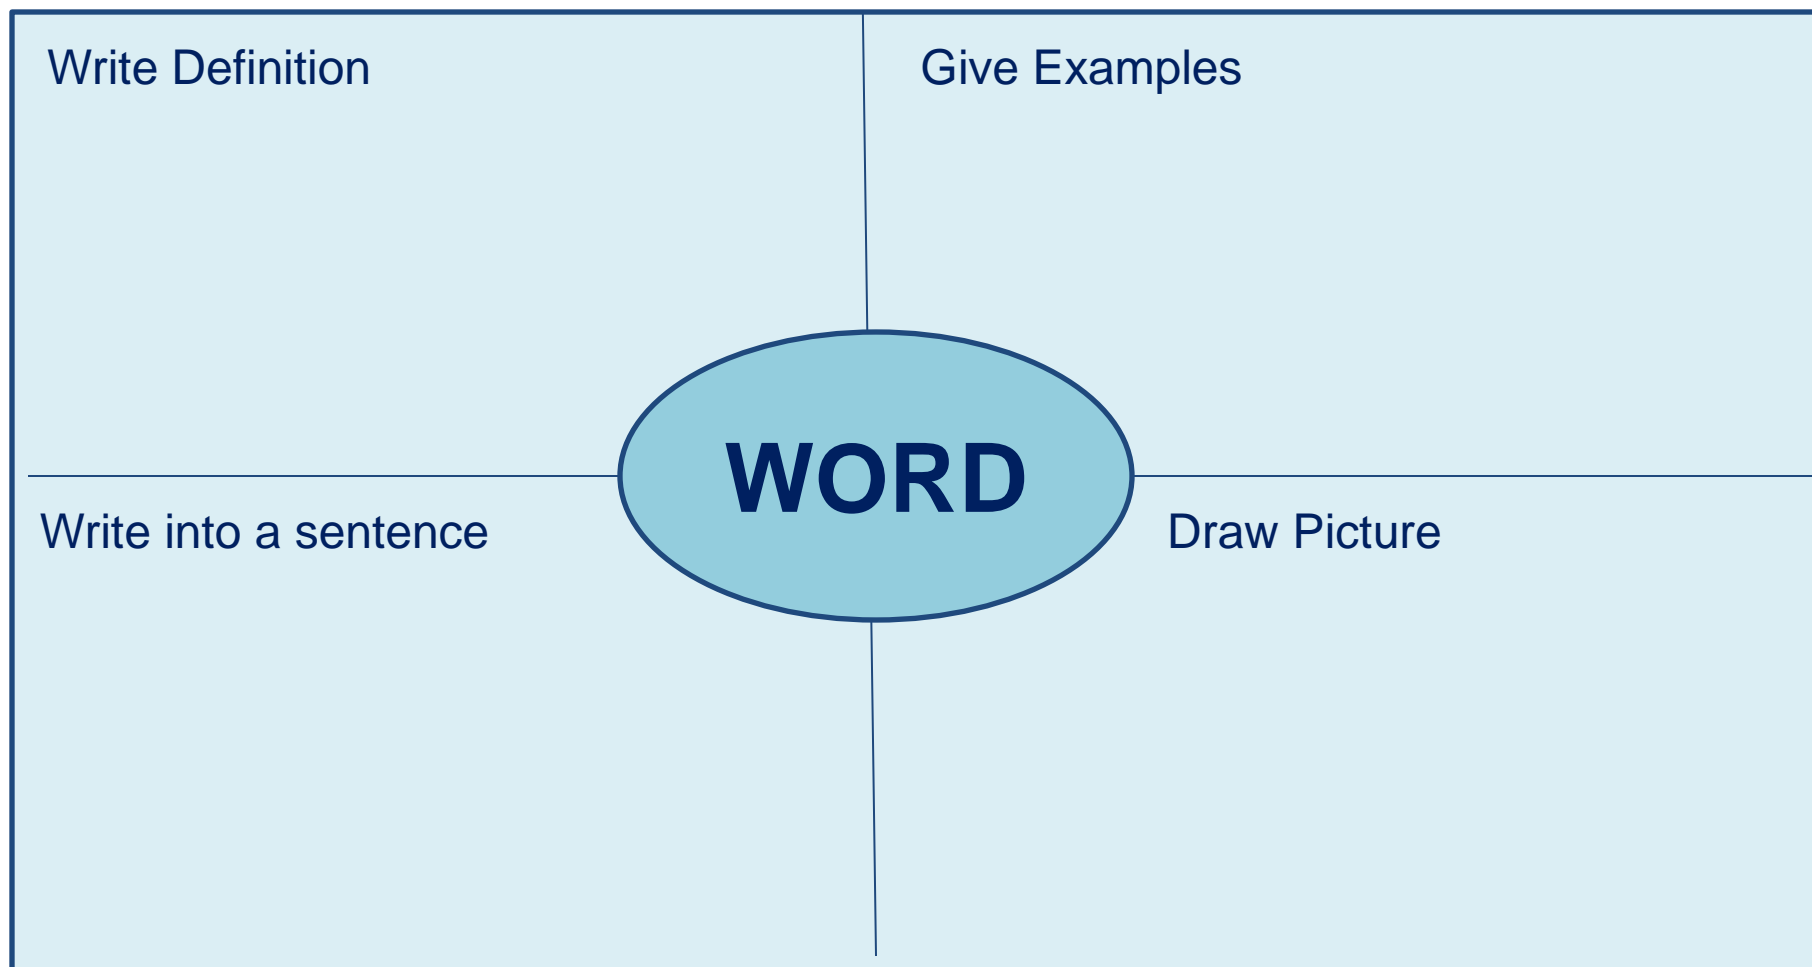 Write Definition
Give Examples
WORD
Write into a sentence
Draw Picture